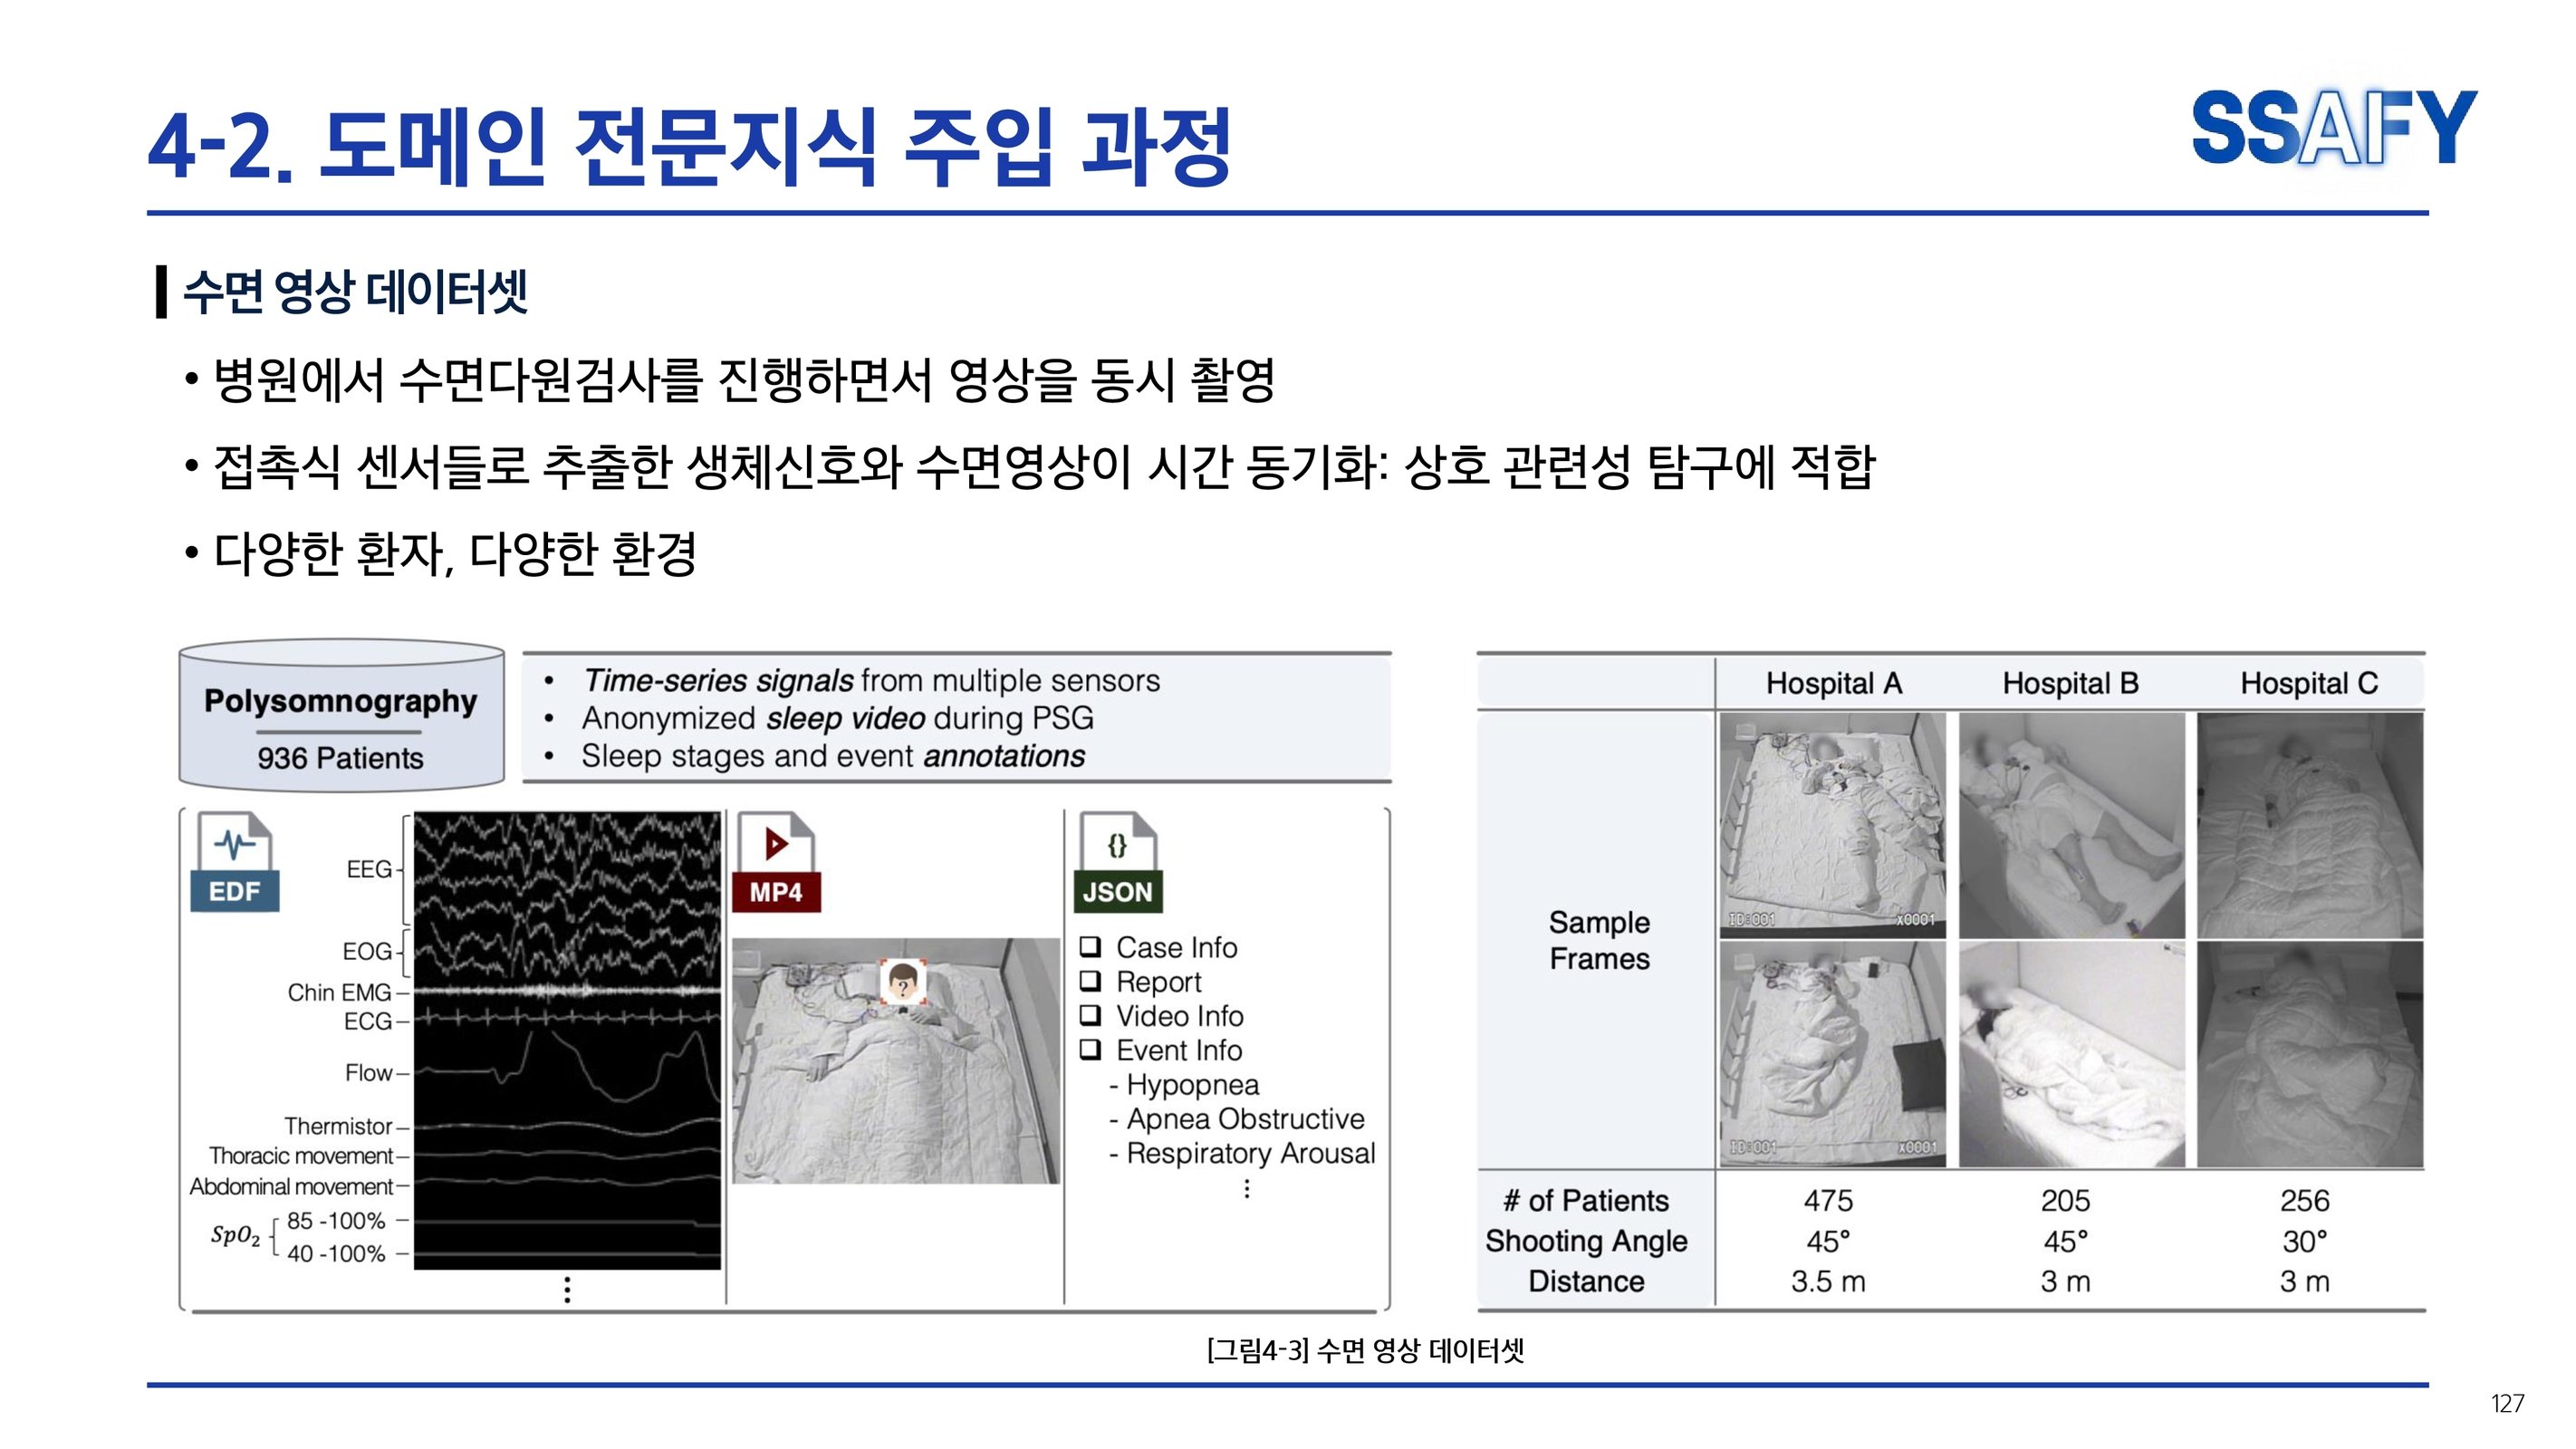 4-2. 도메인 전문지식 주입 과정
SSAFY
수면 영상 데이터셋
• 병원에서 수면다원검사를 진행하면서 영상을 동시 촬영
• 접촉식 센서들로 추출한 생체신호와 수면영상이 시간 동기화: 상호 관련성 탐구에 적합
• 다양한 환자, 다양한 환경
Polysomnography
936 Patients
• Time-series signals from multiple sensors
• Anonymized sleep video during PSG
• Sleep stages and event annotations
EDF
EEG
EOG
Chin EMG
ECG
Flow
Thermistor
Thoracic movement
Abdominal movement
SpO₂
85 -100%
40 -100%
⋮
MP4
?
{}
JSON
❑ Case Info
❑ Report
❑ Video Info
❑ Event Info
- Hypopnea
- Apnea Obstructive
- Respiratory Arousal
⋮
Hospital A Hospital B Hospital C
Sample
Frames
ID:001 X0001
ID:001 X0001
# of Patients 475 205 256
Shooting Angle 45° 45° 30°
Distance 3.5 m 3 m 3 m
[그림4-3] 수면 영상 데이터셋
127